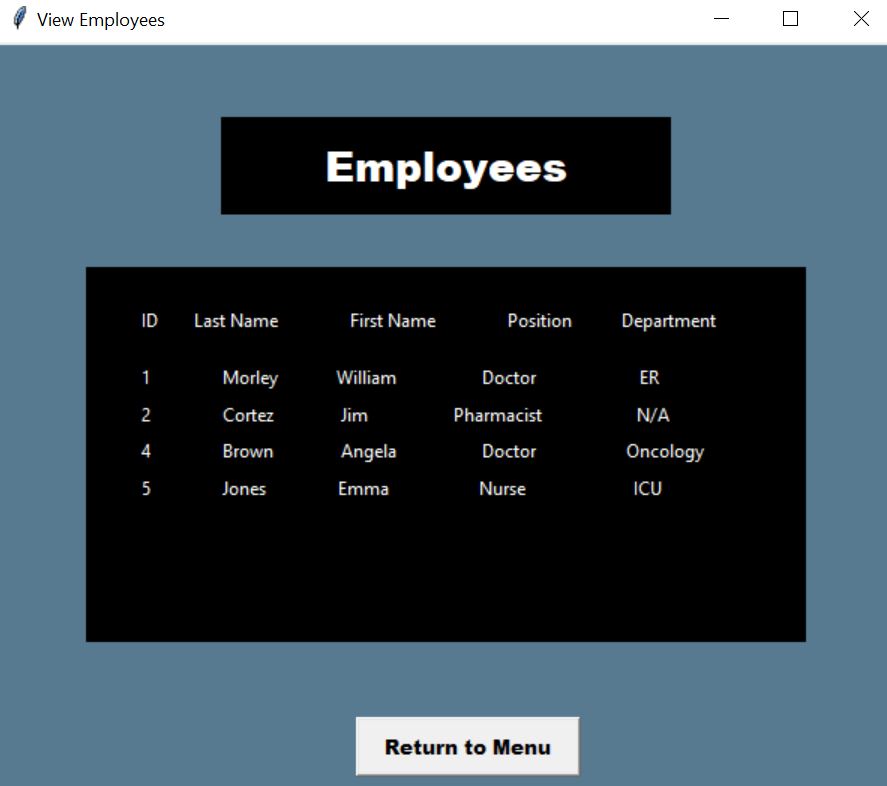 View Employees
Employees
ID Last Name First Name Position Department
1 Morley William Doctor ER
2 Cortez Jim Pharmacist N/A
4 Brown Angela Doctor Oncology
5 Jones Emma Nurse ICU
Return to Menu